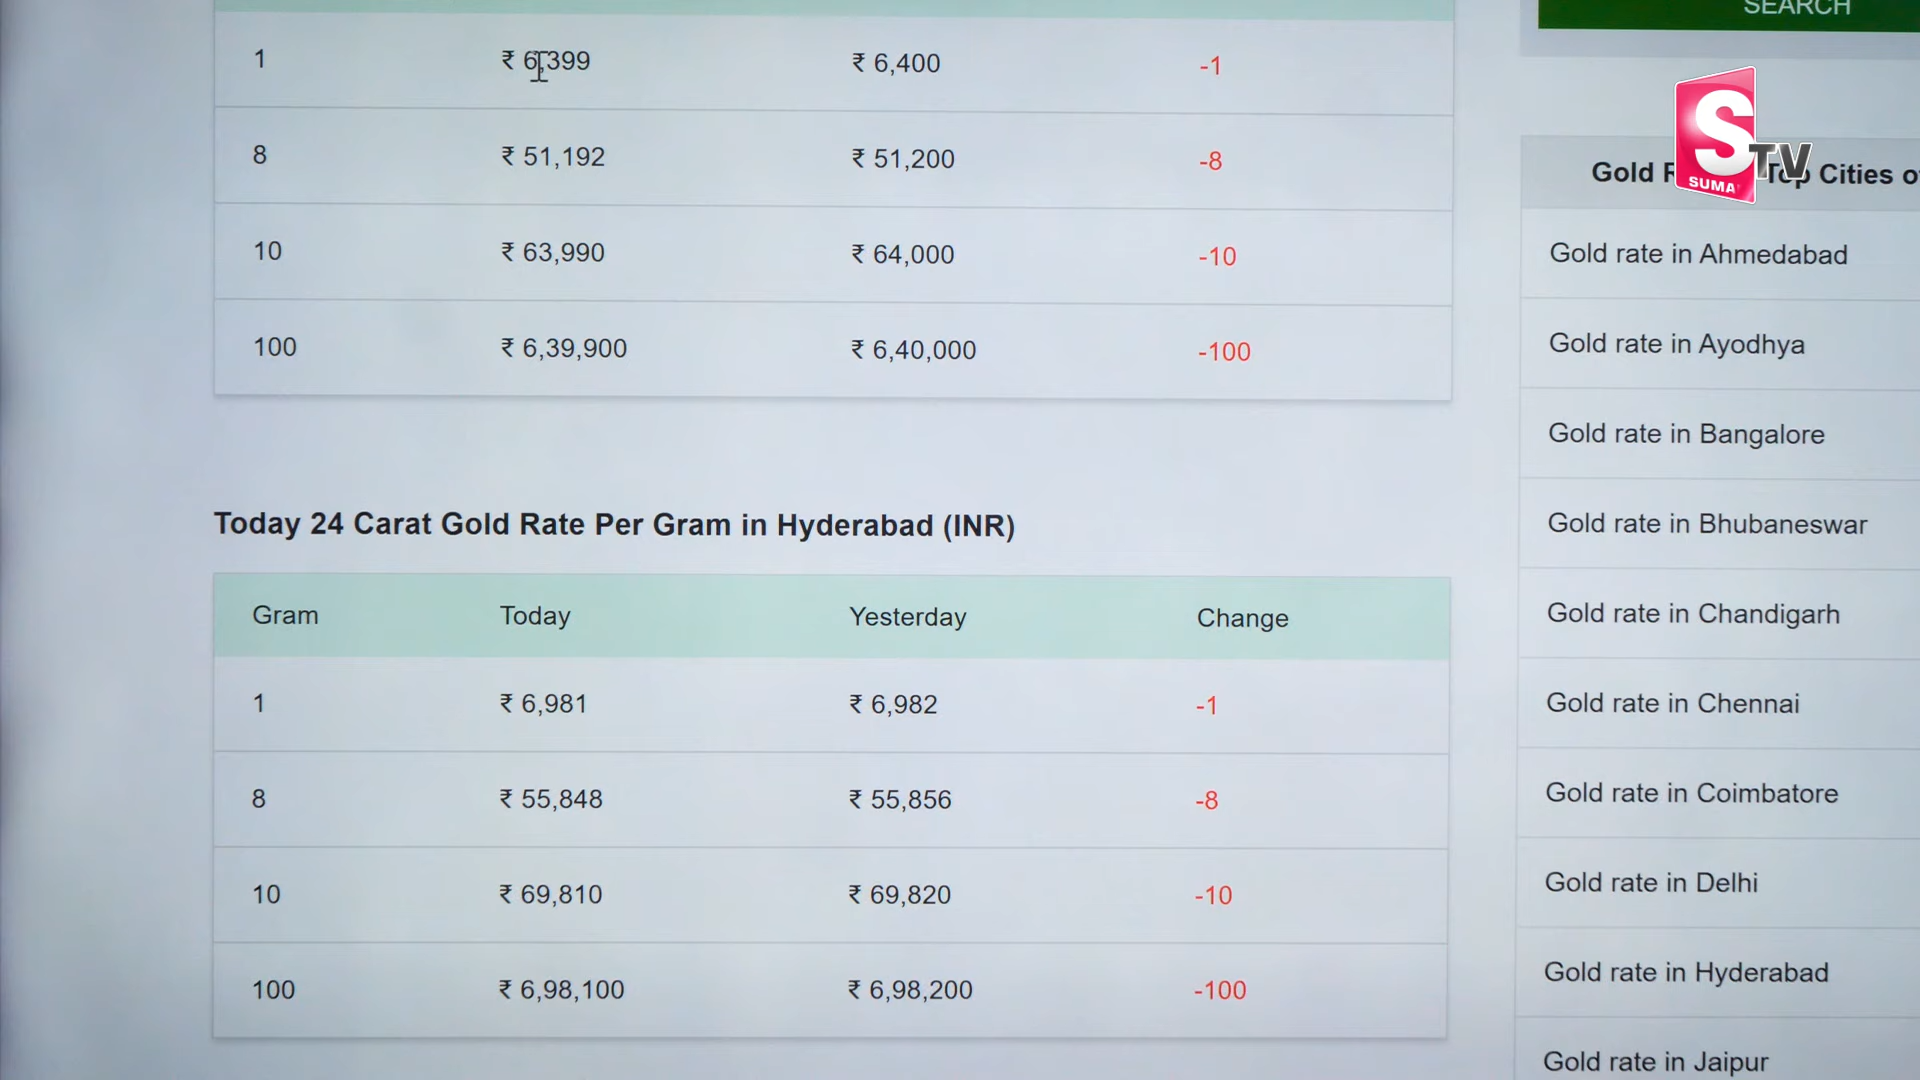 SEARCH
1 ₹ 6,399 ₹ 6,400 -1
8 ₹ 51,192 ₹ 51,200 -8
10 ₹ 63,990 ₹ 64,000 -10
100 ₹ 6,39,900 ₹ 6,40,000 -100
Today 24 Carat Gold Rate Per Gram in Hyderabad (INR)
Gram Today Yesterday Change
1 ₹ 6,981 ₹ 6,982 -1
8 ₹ 55,848 ₹ 55,856 -8
10 ₹ 69,810 ₹ 69,820 -10
100 ₹ 6,98,100 ₹ 6,98,200 -100
S TV
SUMA
Gold Top Cities
Gold rate in Ahmedabad
Gold rate in Ayodhya
Gold rate in Bangalore
Gold rate in Bhubaneswar
Gold rate in Chandigarh
Gold rate in Chennai
Gold rate in Coimbatore
Gold rate in Delhi
Gold rate in Hyderabad
Gold rate in Jaipur